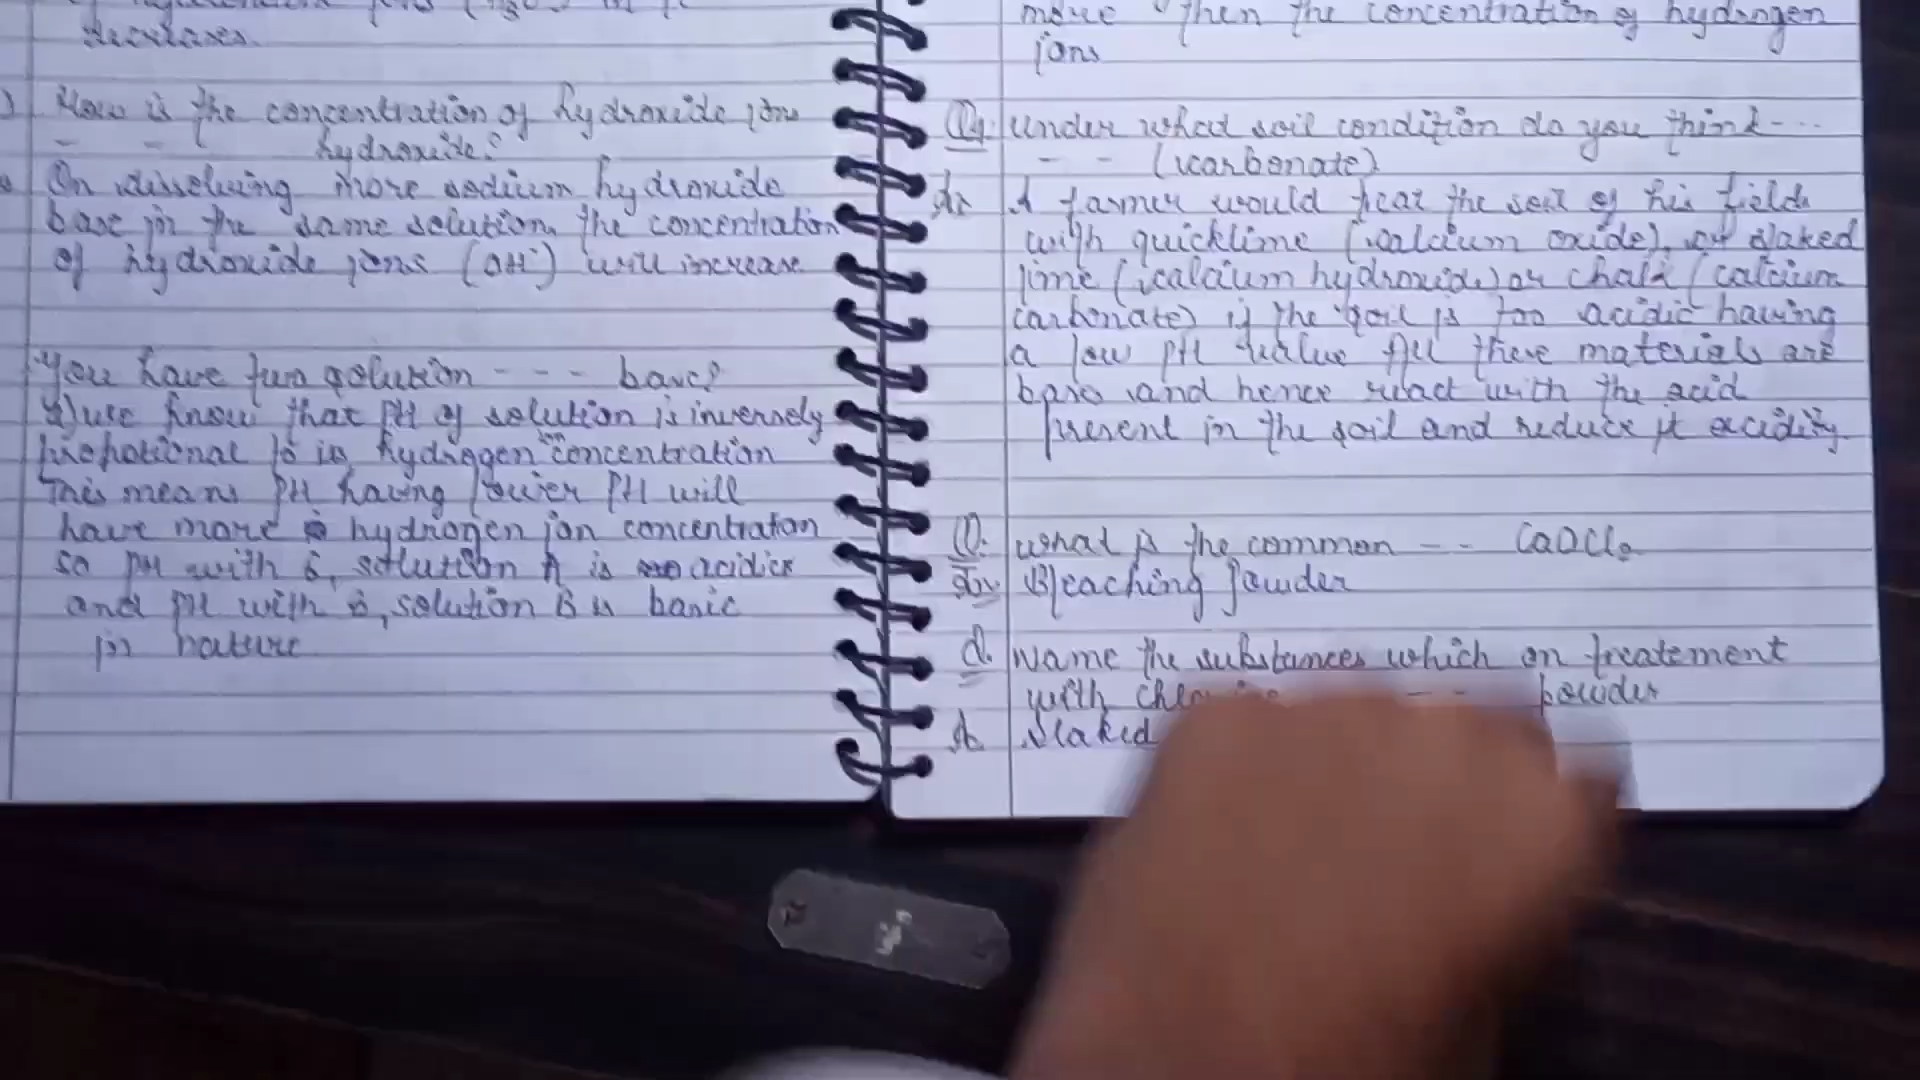 decreases.
How is the concentration of hydroxide ions
- - hydroxide?
On dissolving more sodium hydroxide
base in the same solution, the concentration
of hydroxide ions (OH⁻) will increase
You have two solution - - - - base?
we know that PH of solution is inversely
to is hydrogen ion concentration
This means PH having lower PH will
have more hydrogen ion concentration
so PH with 6, solution A is acidics
and PH with 8, solution B is basic
in nature
more then the concentration of hydrogen
ions
Q. Under what soil condition do you think - - - -
- - (carbonate)
A farmer would treat the soil of his fields
with quicklime (calcium oxide), or slaked
lime (calcium hydroxide) or chalk (calcium
carbonate) if the soil is too acidic having
a low PH value All these materials are
bases and hence react with the acid
present in the soil and reduce it acidity
Q. what is the common - - CaOCl₂
Ans Bleaching Powder
Q. Name the substances which on treatement
with - - powder
A. Slaked